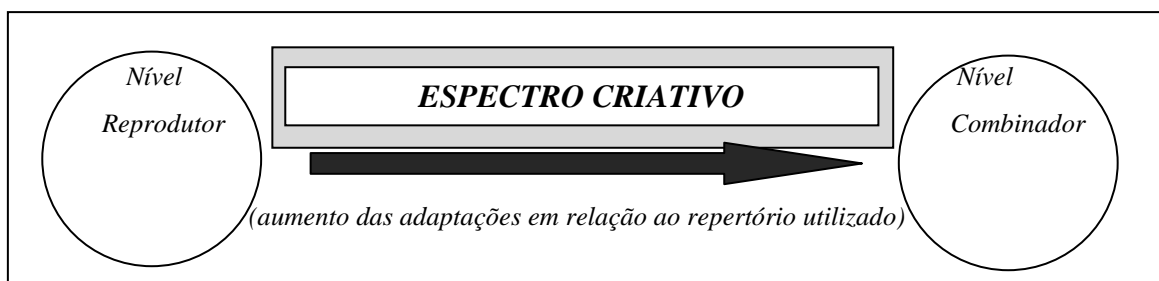 Nível
Reprodutor
ESPECTRO CRIATIVO
Nível
Combinador
(aumento das adaptações em relação ao repertório utilizado)